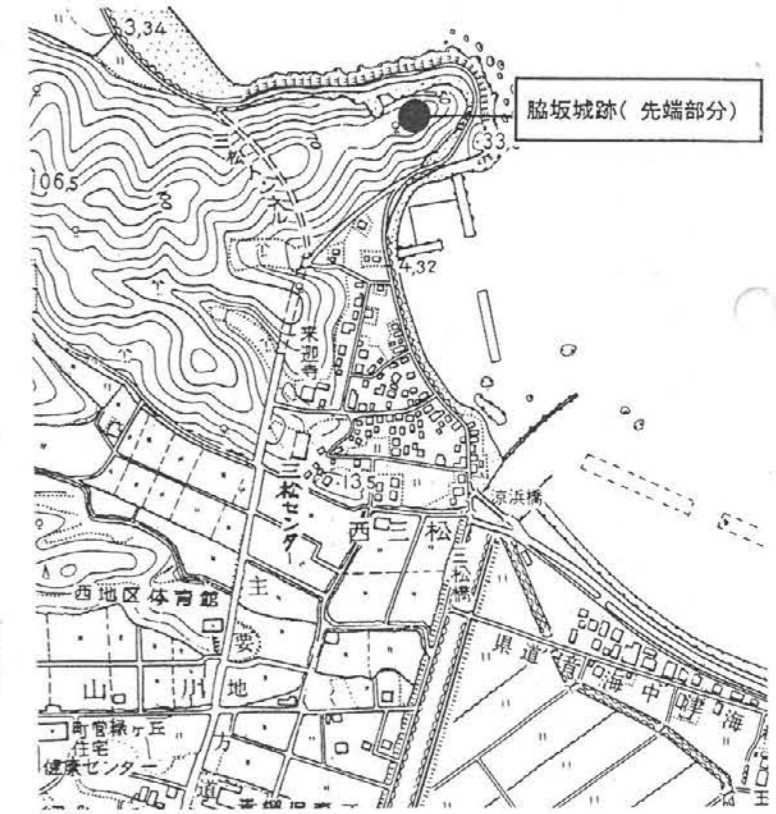 3,34
脇坂城跡( 先端部分)
33,
三松トンネル
106,5
4,32
来迎寺
三松センター
13,5
涼浜橋
西三松
三松橋
西地区体育館
主要地方道
県道音海中津海
山川
町営緑ヶ丘
住宅
健康センター